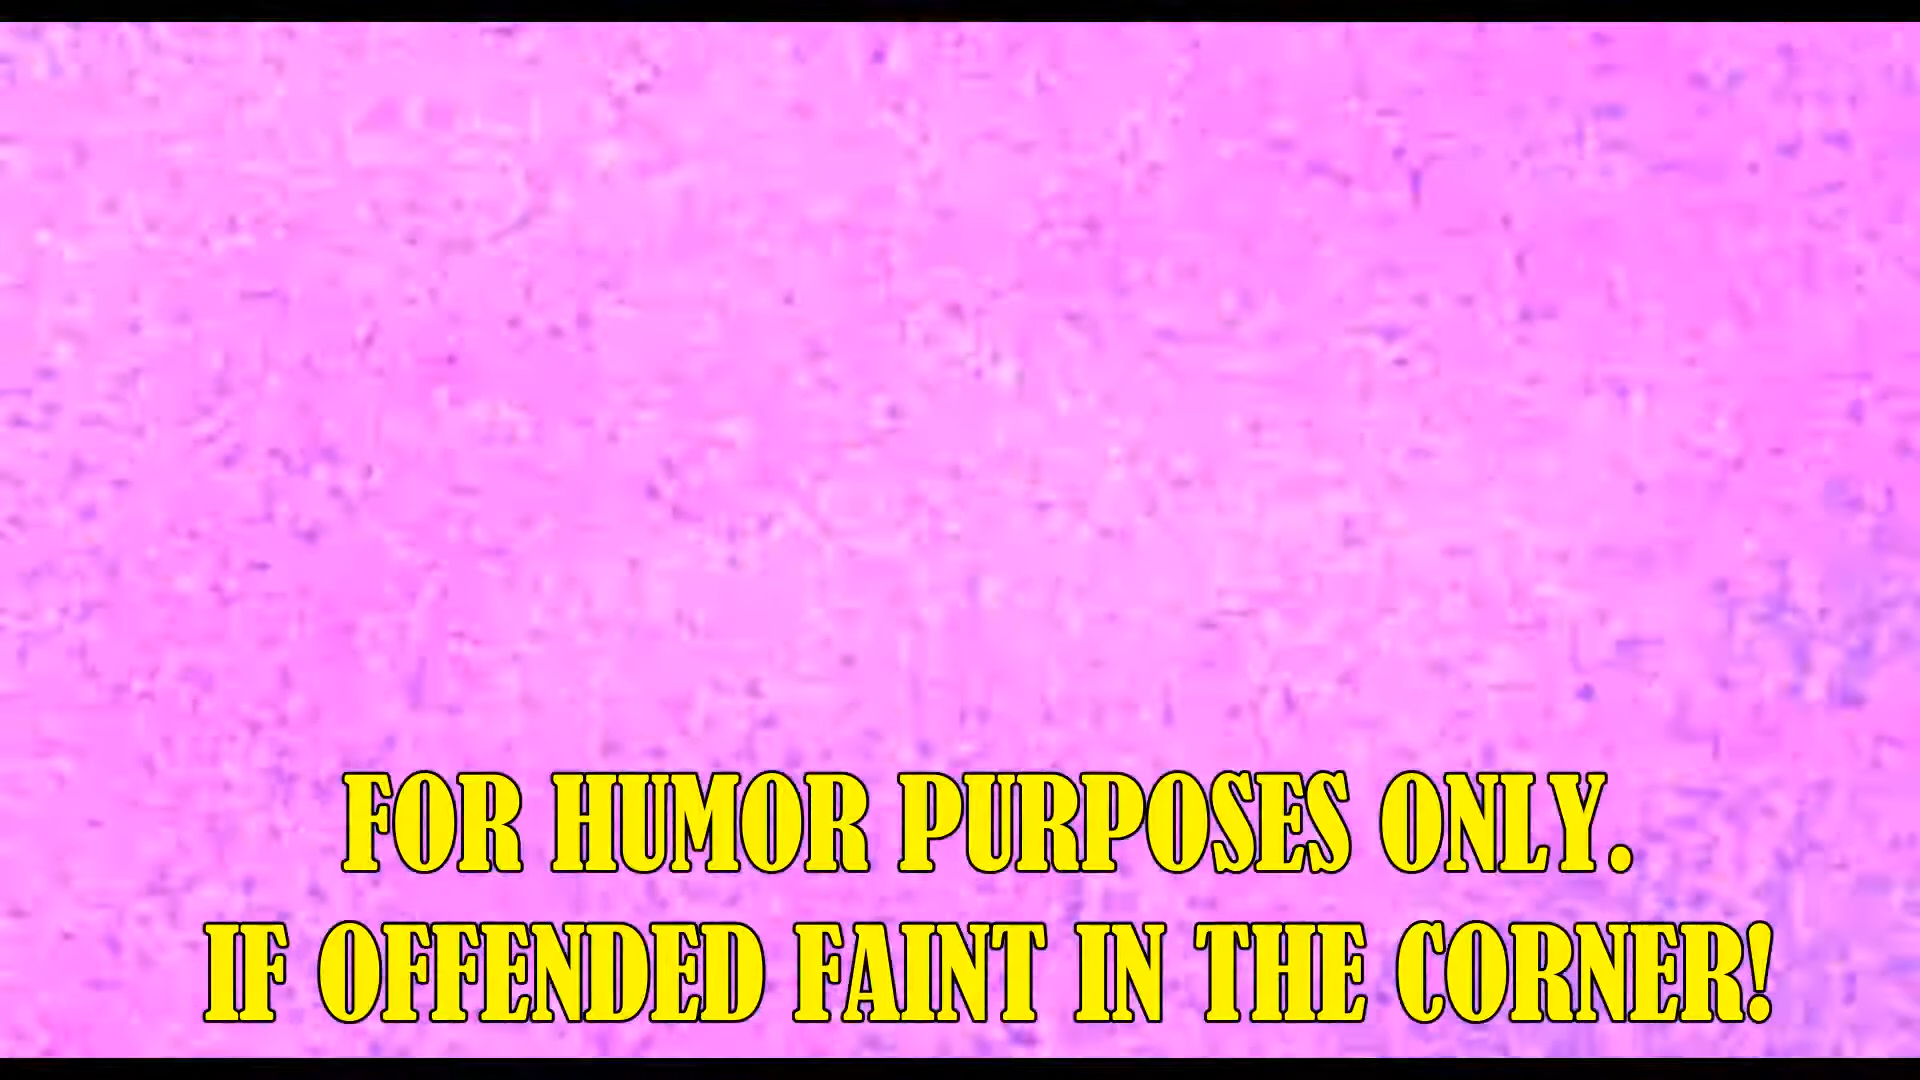 FOR HUMOR PURPOSES ONLY.
IF OFFENDED FAINT IN THE CORNER!